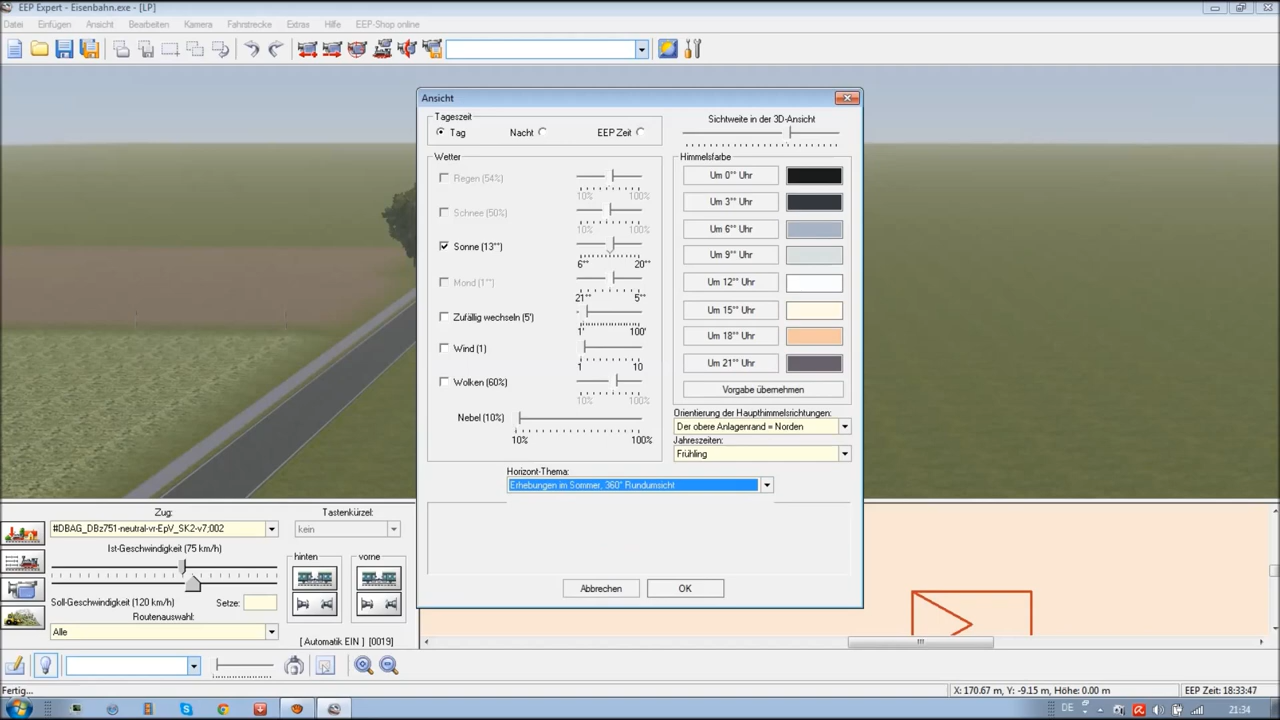 EEP Expert - Eisenbahn.exe - [LP]
Datei Einfügen Ansicht Bearbeiten Kamera Fahrstrecke Extras Hilfe EEP-Shop online
Ansicht
Tageszeit
Tag Nacht EEP Zeit
Wetter
Regen (54%)
10% 100%
Schnee (50%)
10% 100%
Sonne (13°°)
6°° 20°°
Mond (1°°)
21°° 5°°
Zufällig wechseln (5')
1' 100'
Wind (1)
1 10
Wolken (60%)
10% 100%
Nebel (10%)
10% 100%
Sichtweite in der 3D-Ansicht
Himmelsfarbe
Um 0°° Uhr
Um 3°° Uhr
Um 6°° Uhr
Um 9°° Uhr
Um 12°° Uhr
Um 15°° Uhr
Um 18°° Uhr
Um 21°° Uhr
Vorgabe übernehmen
Orientierung der Haupthimmelsrichtungen:
Der obere Anlagenrand = Norden
Jahreszeiten:
Frühling
Horizont-Thema:
Erhebungen im Sommer, 360° Rundumsicht
Abbrechen OK
Zug: Tastenkürzel:
#DBAG_DBz751-neutral-vr-EpV_SK2-v7;002 kein
Ist-Geschwindigkeit (75 km/h)
hinten vorne
Soll-Geschwindigkeit (120 km/h) Setze:
Routenauswahl:
Alle
[ Automatik EIN ] [0019]
Fertig...
X: 170.67 m, Y: -9.15 m, Höhe: 0.00 m
EEP Zeit: 18:33:47
DE
21:34